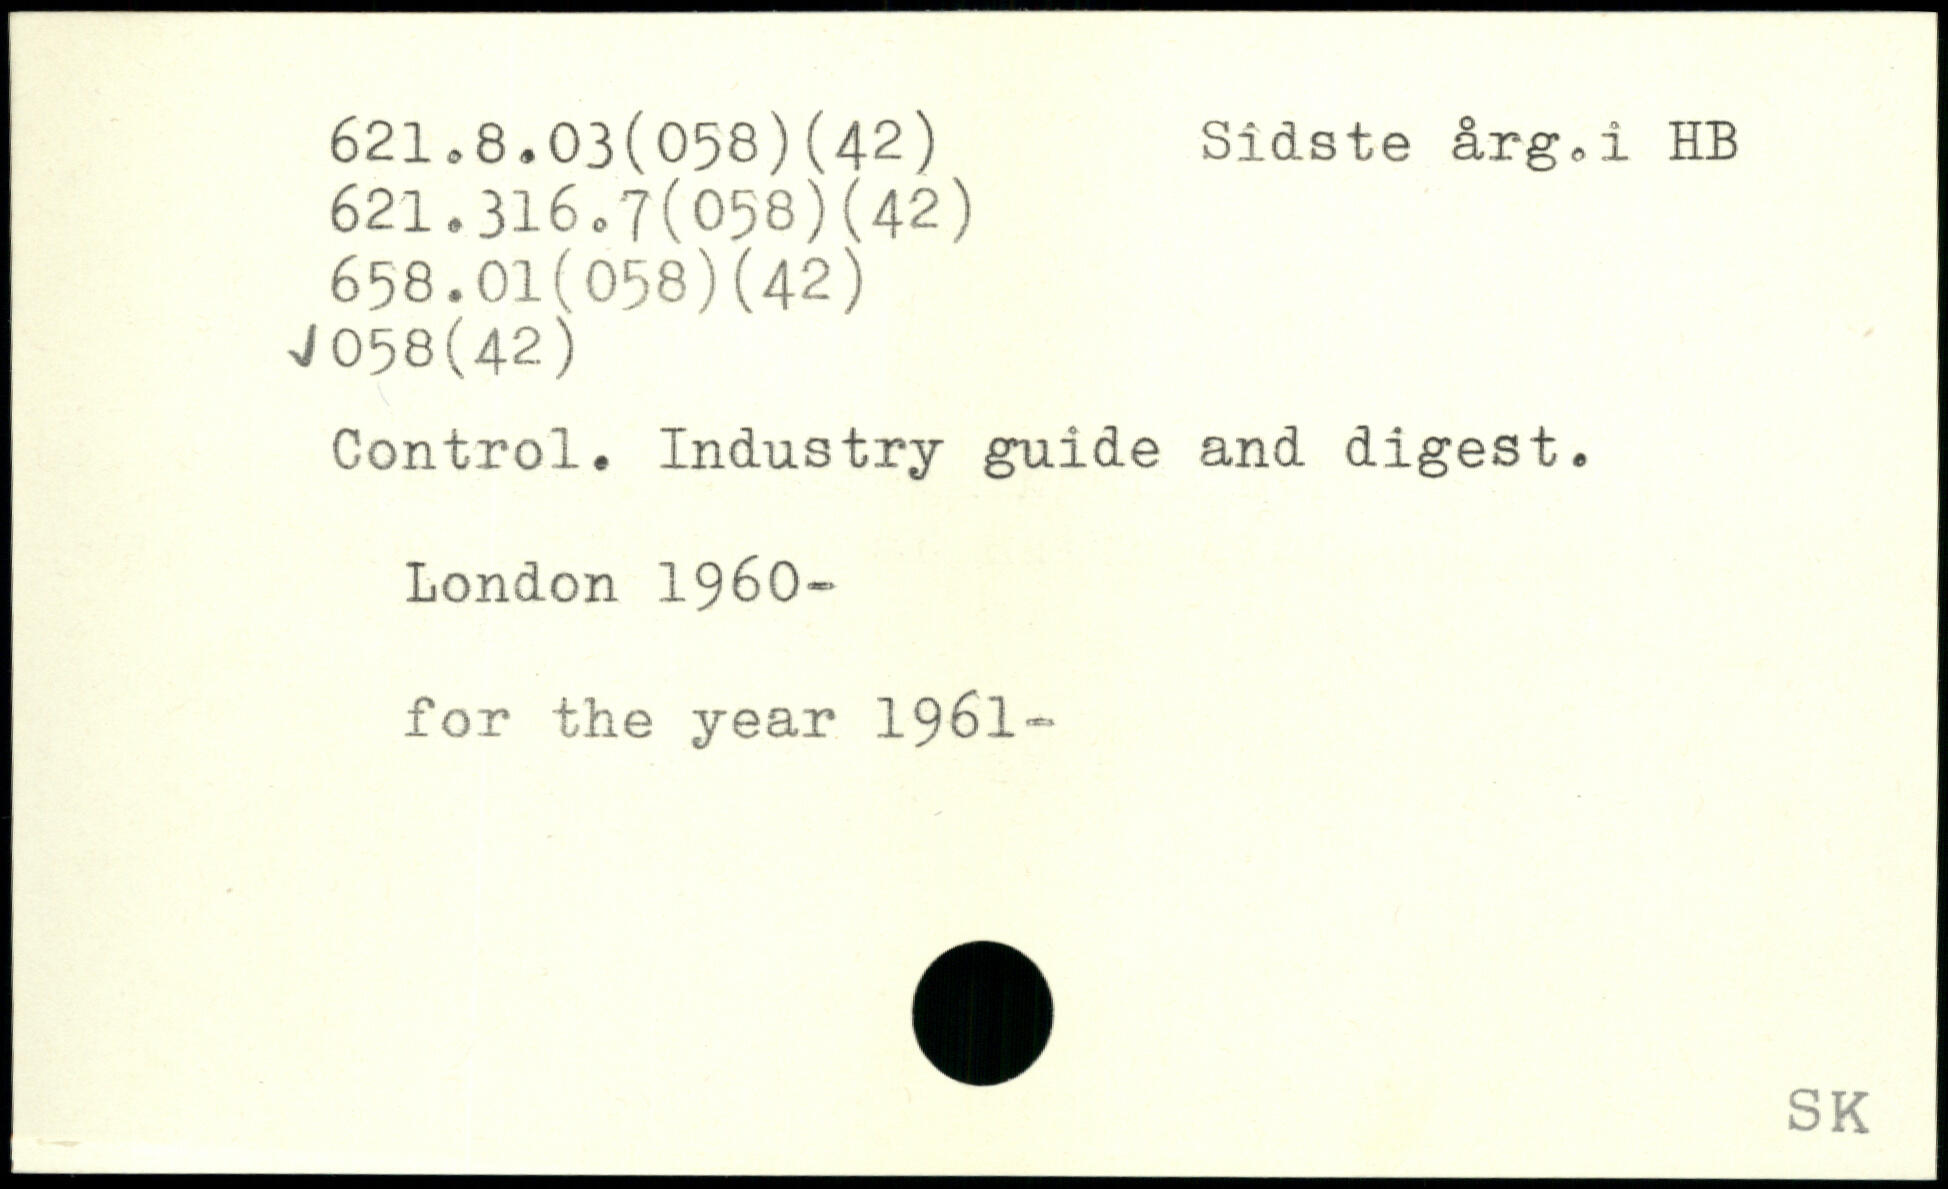 621.8.03(058)(42) Sidste årg.i HB
621.316.7(058)(42)
658.01(058)(42)
✓058(42)
Control. Industry guide and digest.
London 1960-
for the year 1961-
SK